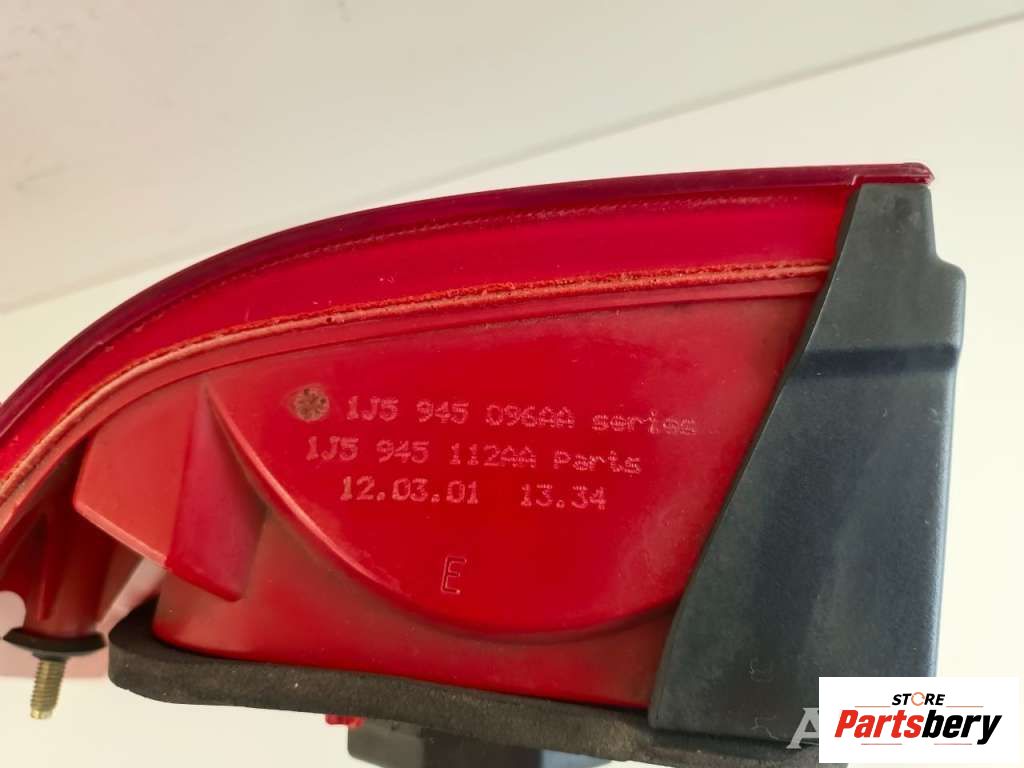 1J5 945 096AA series
1J5 945 112AA Parts
12.03.01 13.34
E
STORE
Partsbery